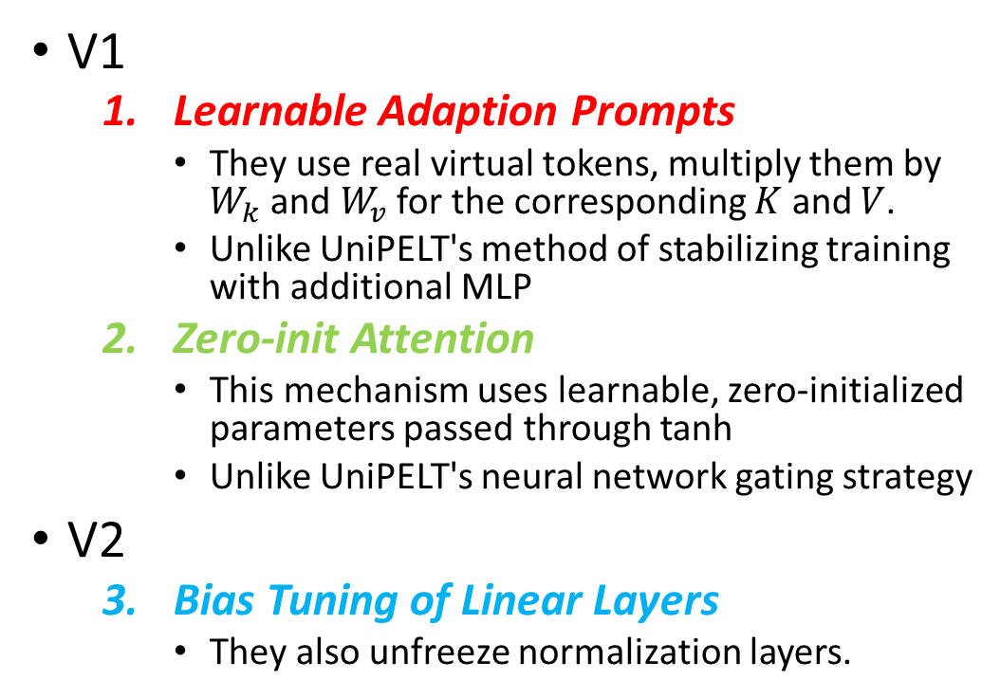 • V1
1. Learnable Adaption Prompts
• They use real virtual tokens, multiply them by
W_k and W_v for the corresponding K and V.
• Unlike UniPELT's method of stabilizing training
with additional MLP
2. Zero-init Attention
• This mechanism uses learnable, zero-initialized
parameters passed through tanh
• Unlike UniPELT's neural network gating strategy
• V2
3. Bias Tuning of Linear Layers
• They also unfreeze normalization layers.